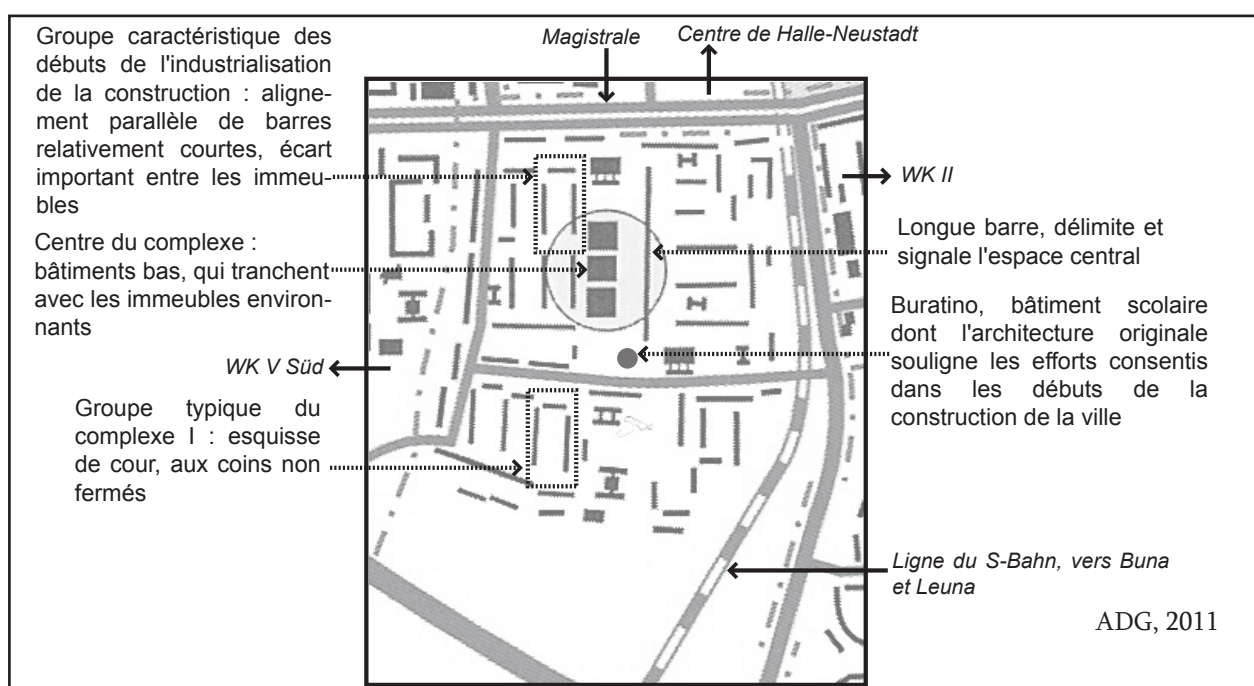 Groupe caractéristique des
débuts de l'industrialisation
de la construction : aligne-
ment parallèle de barres
relativement courtes, écart
important entre les immeu-
bles
Centre du complexe :
bâtiments bas, qui tranchent
avec les immeubles environ-
nants
WK V Süd
Groupe typique du
complexe I : esquisse
de cour, aux coins non
fermés
Magistrale
Centre de Halle-Neustadt
WK II
Longue barre, délimite et
signale l'espace central
Buratino, bâtiment scolaire
dont l'architecture originale
souligne les efforts consentis
dans les débuts de la
construction de la ville
Ligne du S-Bahn, vers Buna
et Leuna
ADG, 2011